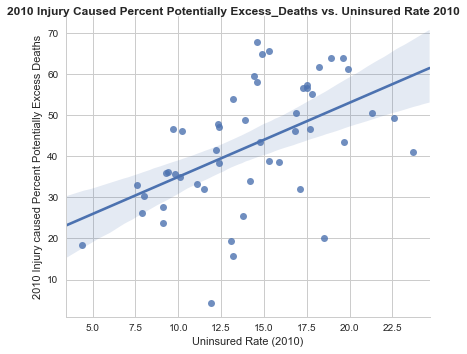 2010 Injury Caused Percent Potentially Excess_Deaths vs. Uninsured Rate 2010
2010 Injury caused Percent Potentially Excess Deaths
70
60
50
40
30
20
10
5.0 7.5 10.0 12.5 15.0 17.5 20.0 22.5
Uninsured Rate (2010)